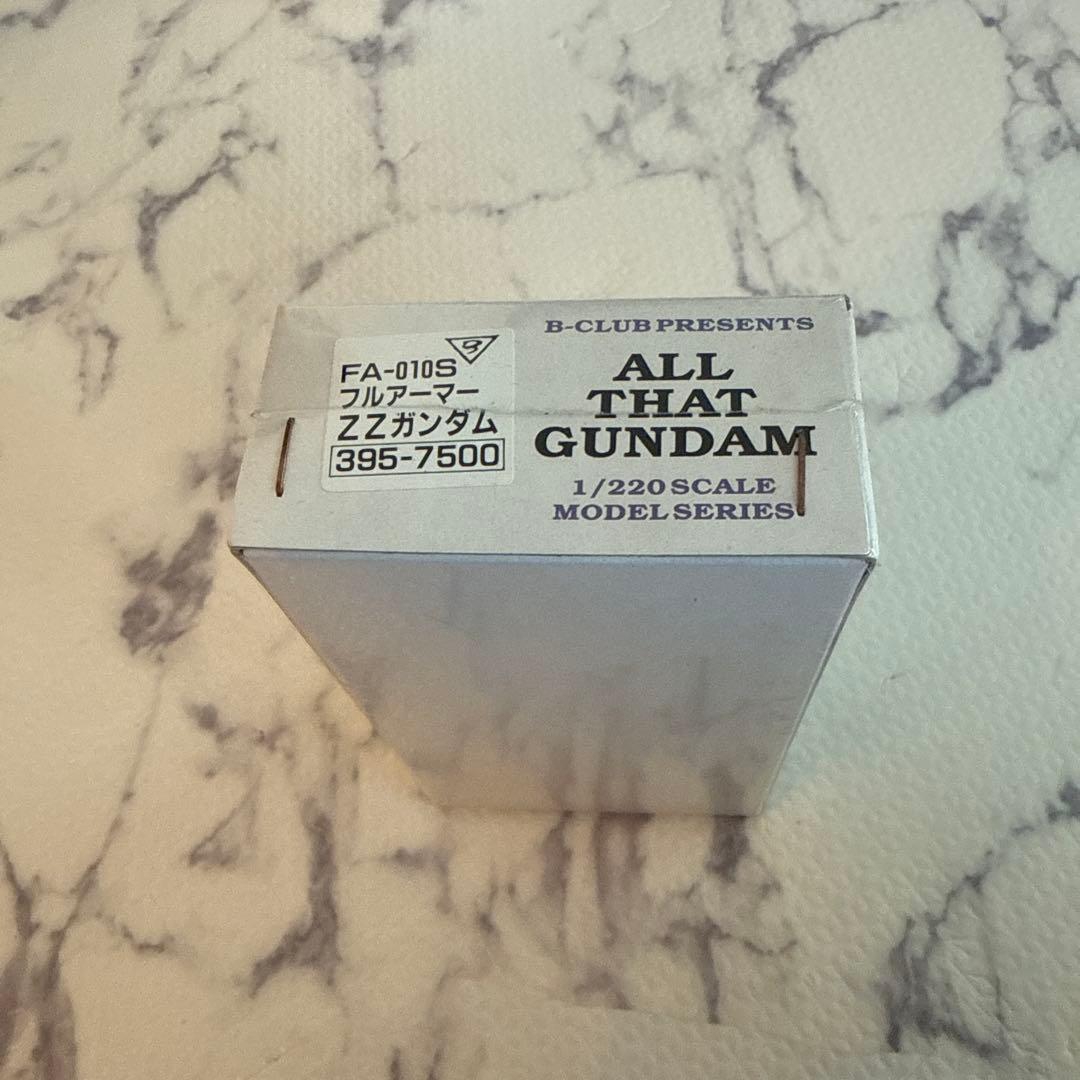 FA-010S
フルアーマー
ZZガンダム
395-7500
B-CLUB PRESENTS
ALL
THAT
GUNDAM
1/220 SCALE
MODEL SERIES